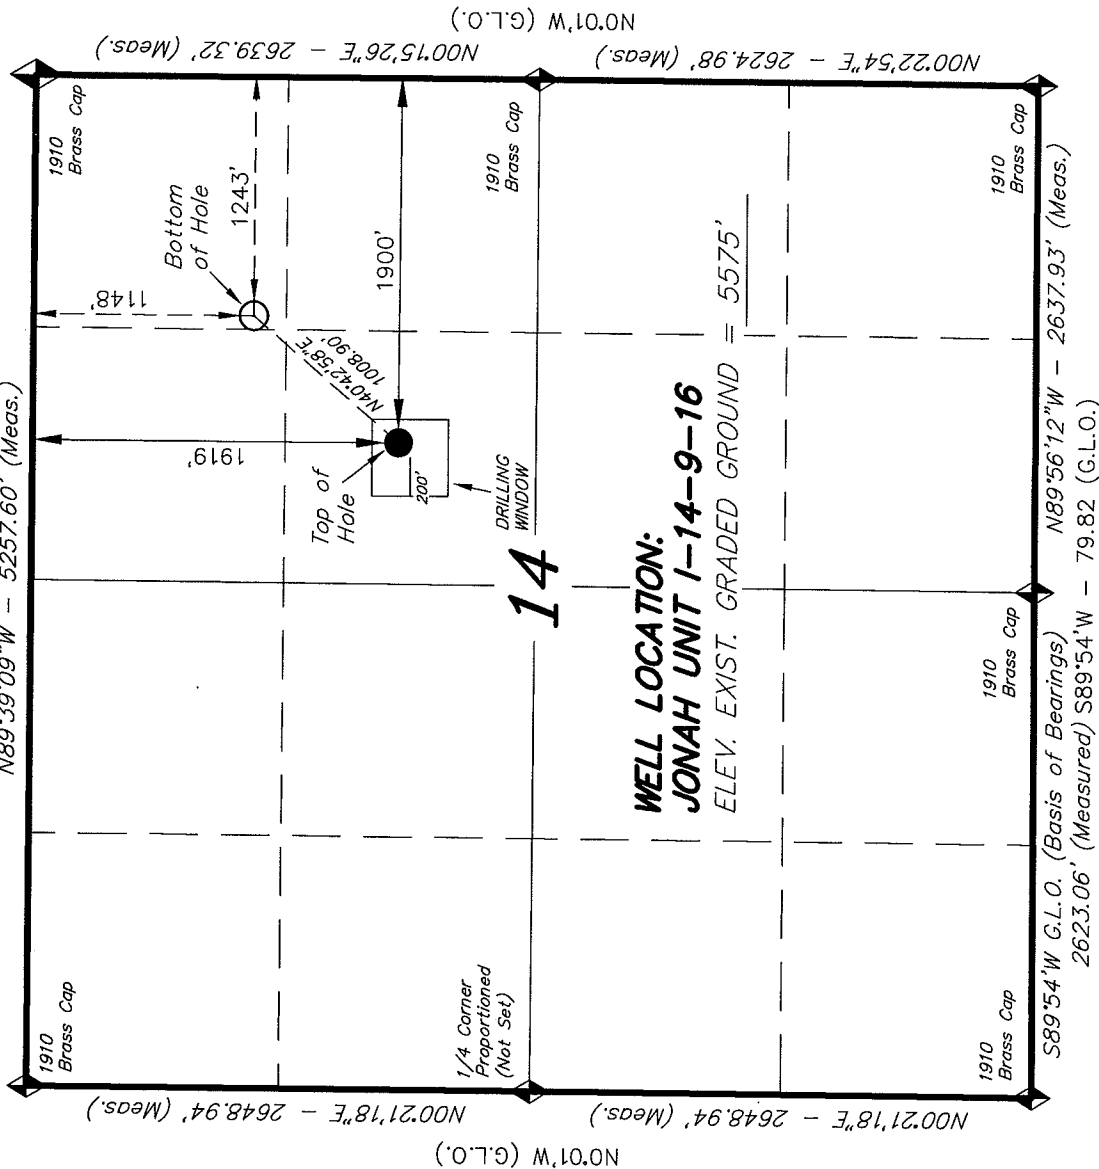 N89°39'09"W - 5257.60' (Meas.)
1910
Brass Cap
1910
Brass Cap
N00°21'18"E - 2648.94' (Meas.)
N0°01'W (G.L.O.)
N00°15'26"E - 2639.32' (Meas.)
N0°01'W (G.L.O.)
1148'
Bottom
of Hole
1243'
1919'
N40°42'58"E
1008.90'
Top of
Hole
1900'
200'
DRILLING
WINDOW
1/4 Corner
Proportioned
(Not Set)
14
1910
Brass Cap
WELL LOCATION:
JONAH UNIT I-14-9-16
ELEV. EXIST. GRADED GROUND = 5575'
N00°21'18"E - 2648.94' (Meas.)
N00°22'54"E - 2624.98' (Meas.)
1910
Brass Cap
1910
Brass Cap
1910
Brass Cap
S89°54'W G.L.O. (Basis of Bearings)
2623.06' (Measured)
N89°56'12"W - 2637.93' (Meas.)
S89°54'W - 79.82 (G.L.O.)